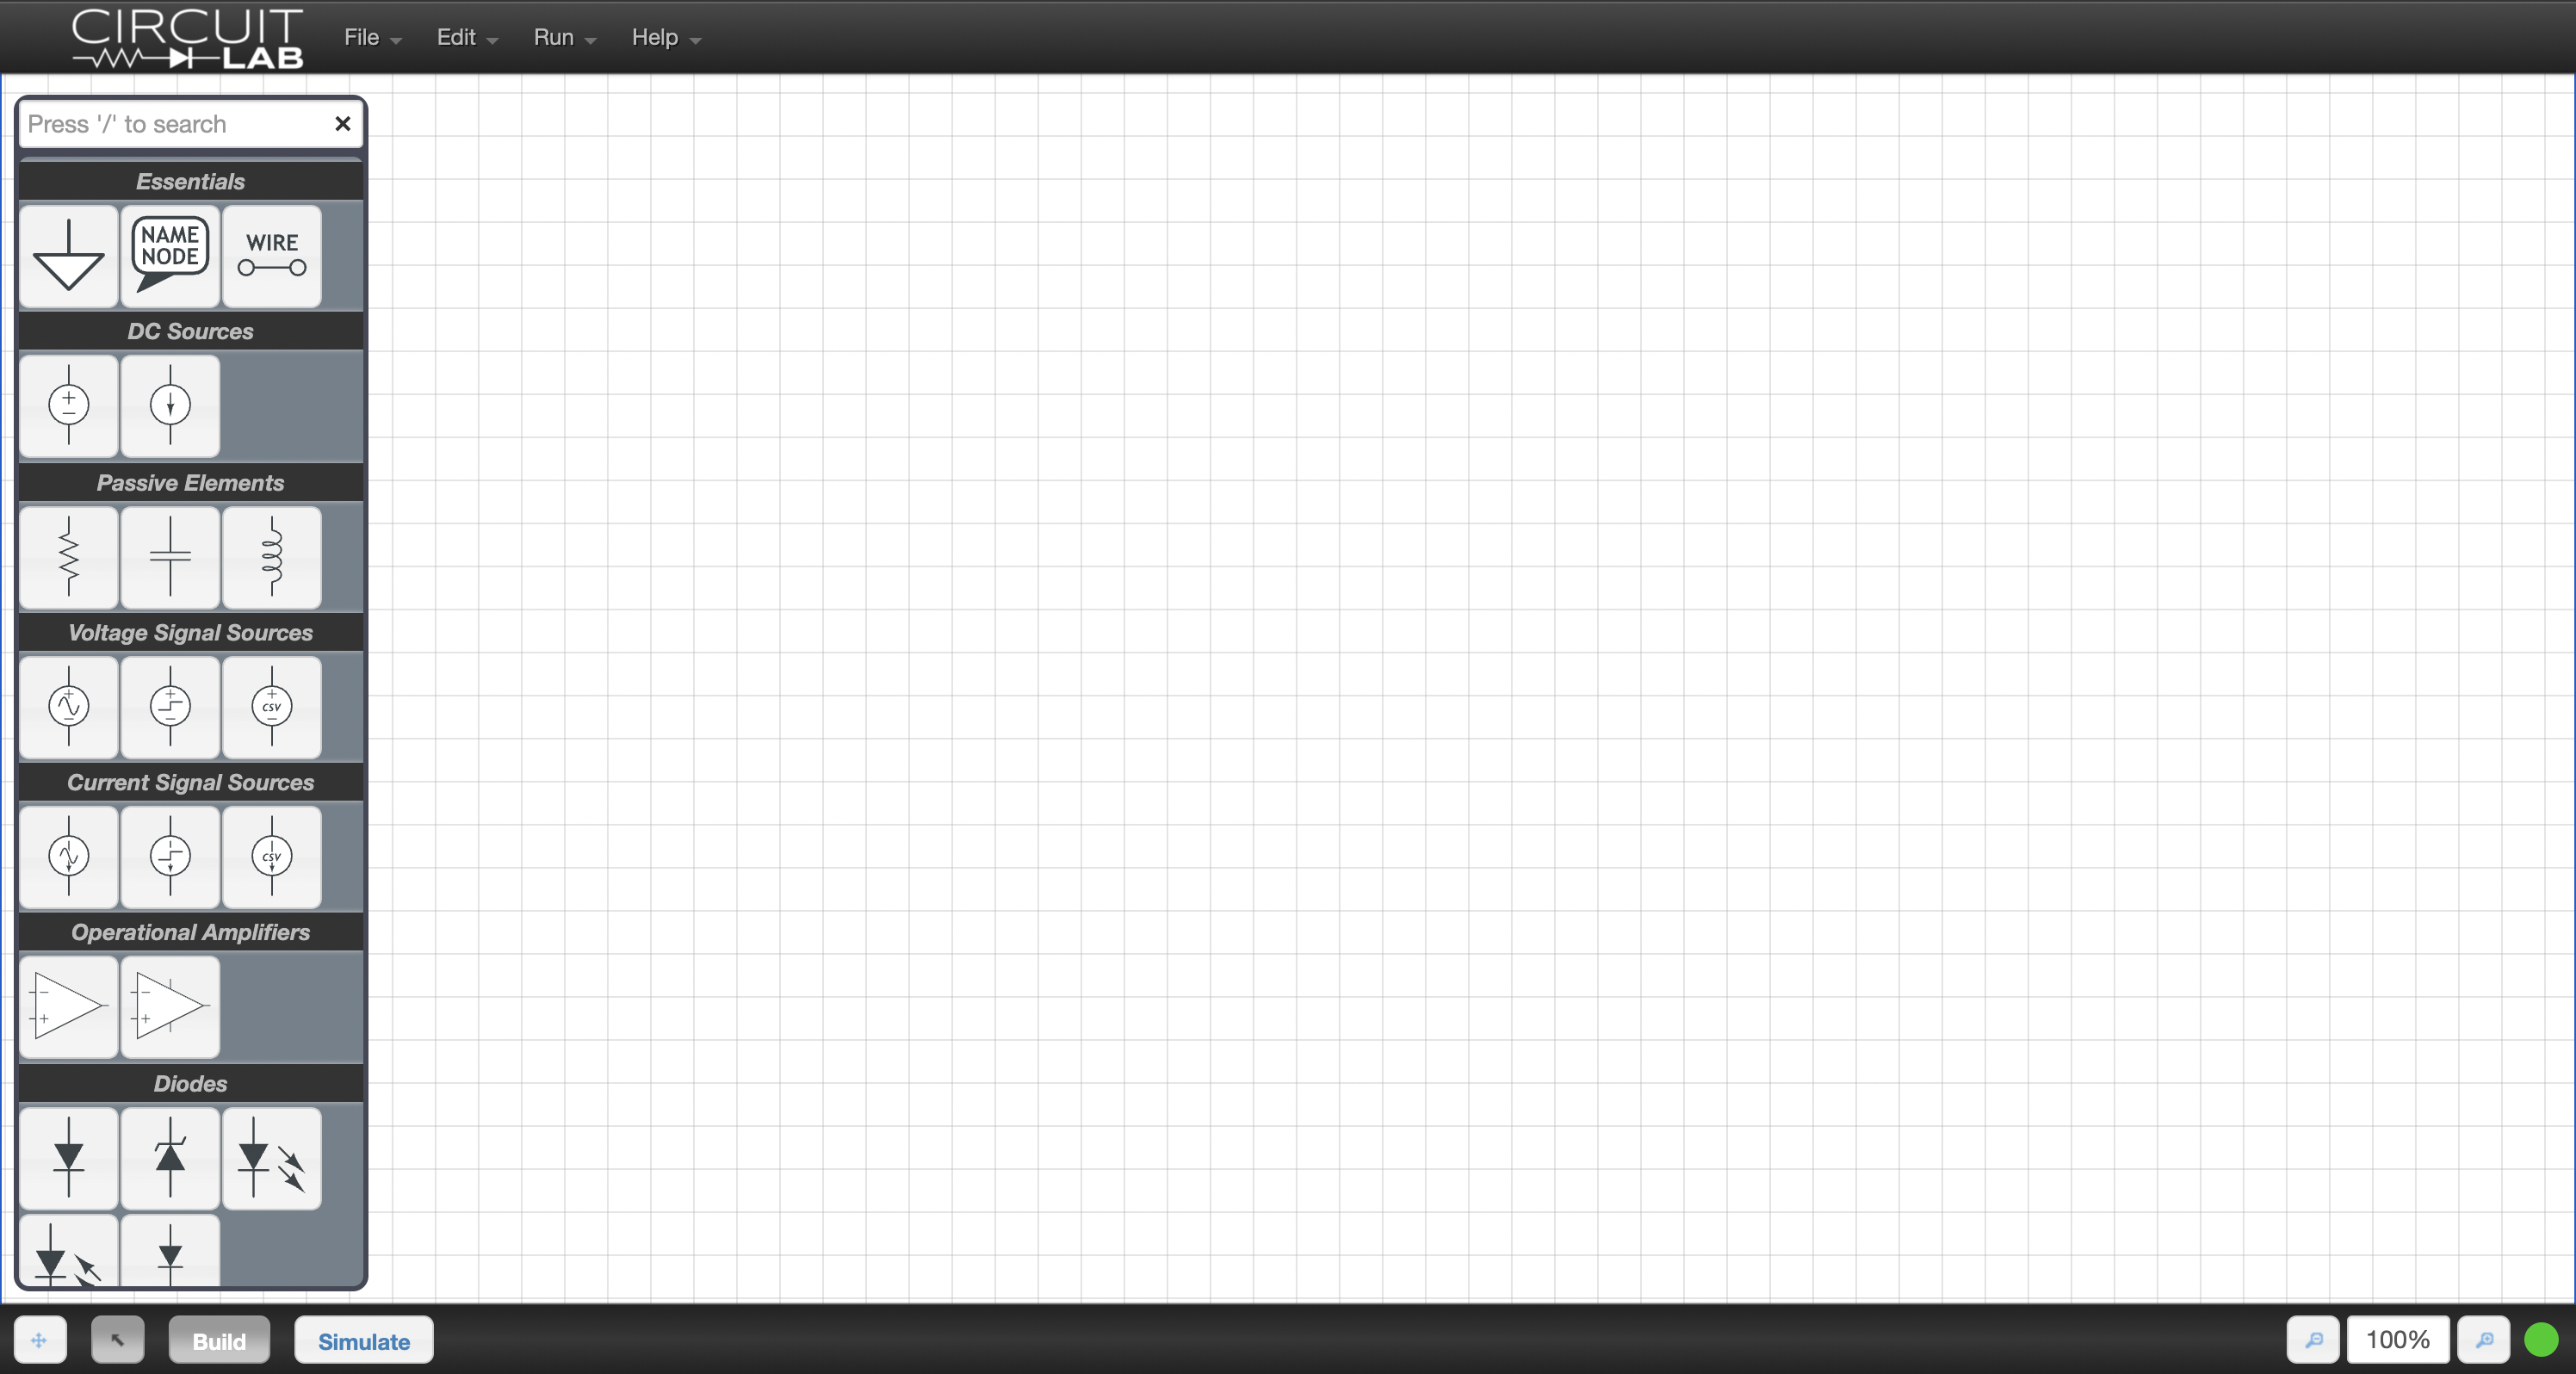 CIRCUIT
LAB
File
Edit
Run
Help
Press '/' to search
Essentials
NAME
NODE
WIRE
DC Sources
Passive Elements
Voltage Signal Sources
CSV
Current Signal Sources
CSV
Operational Amplifiers
Diodes
Build
Simulate
100%